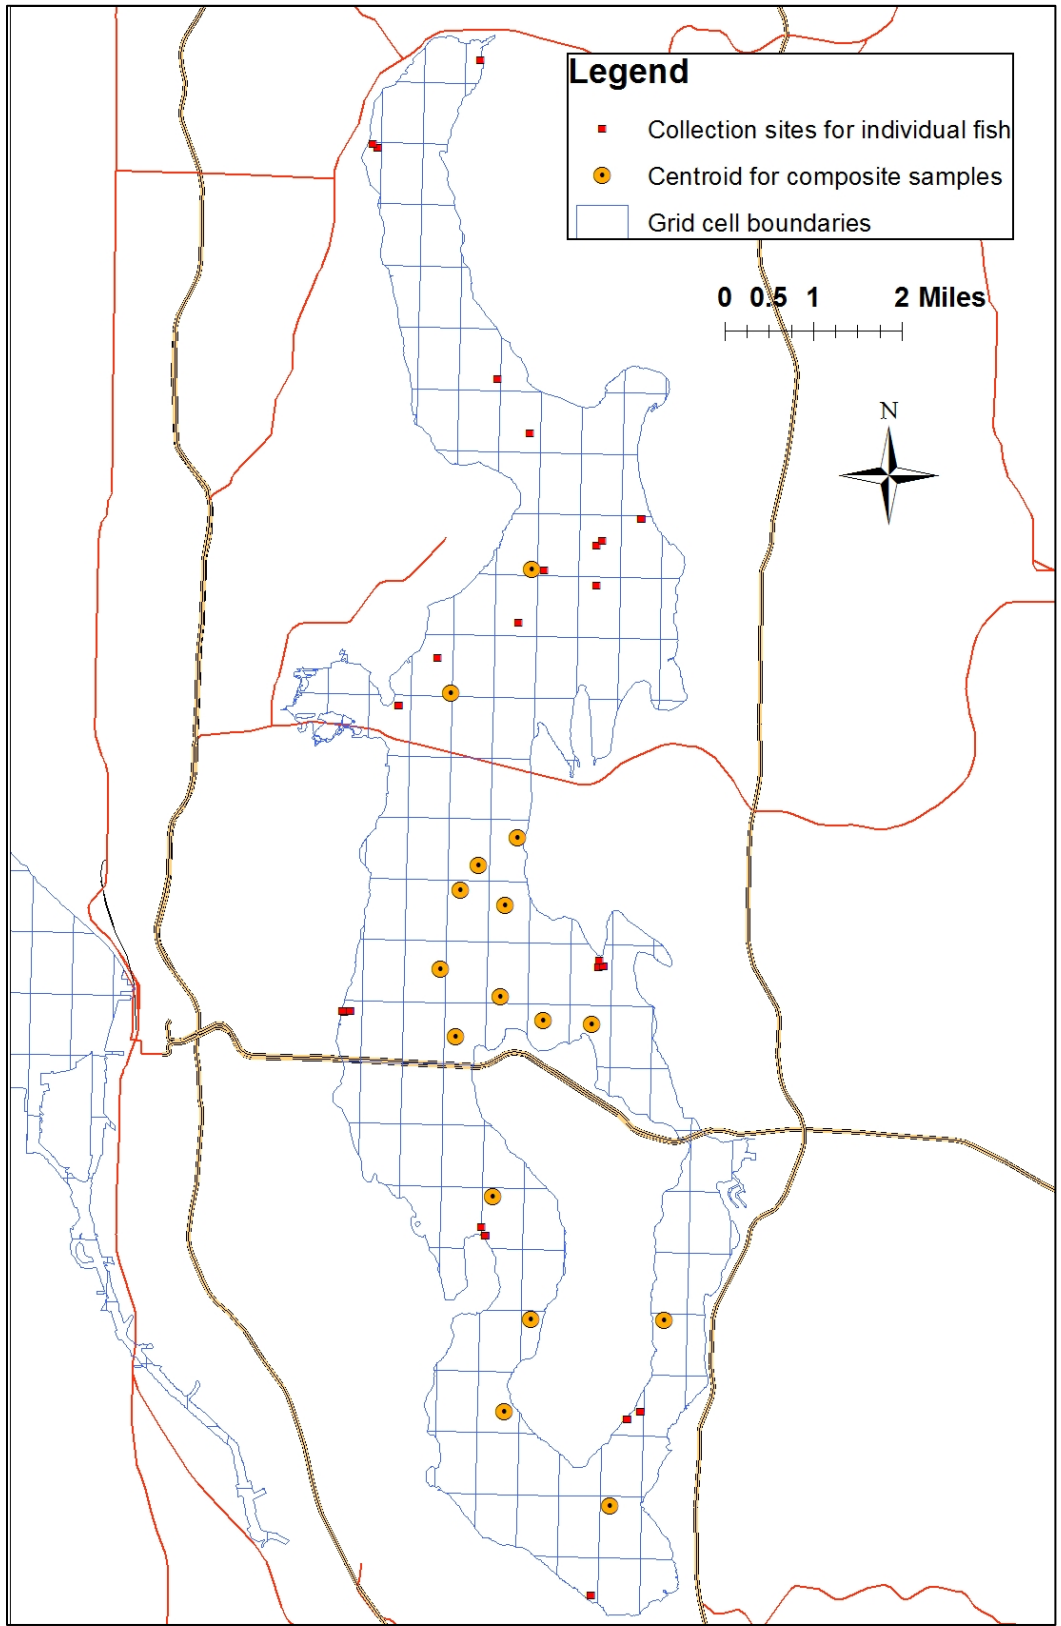 Legend
Collection sites for individual fish
Centroid for composite samples
Grid cell boundaries
0 0.5 1 2 Miles
N